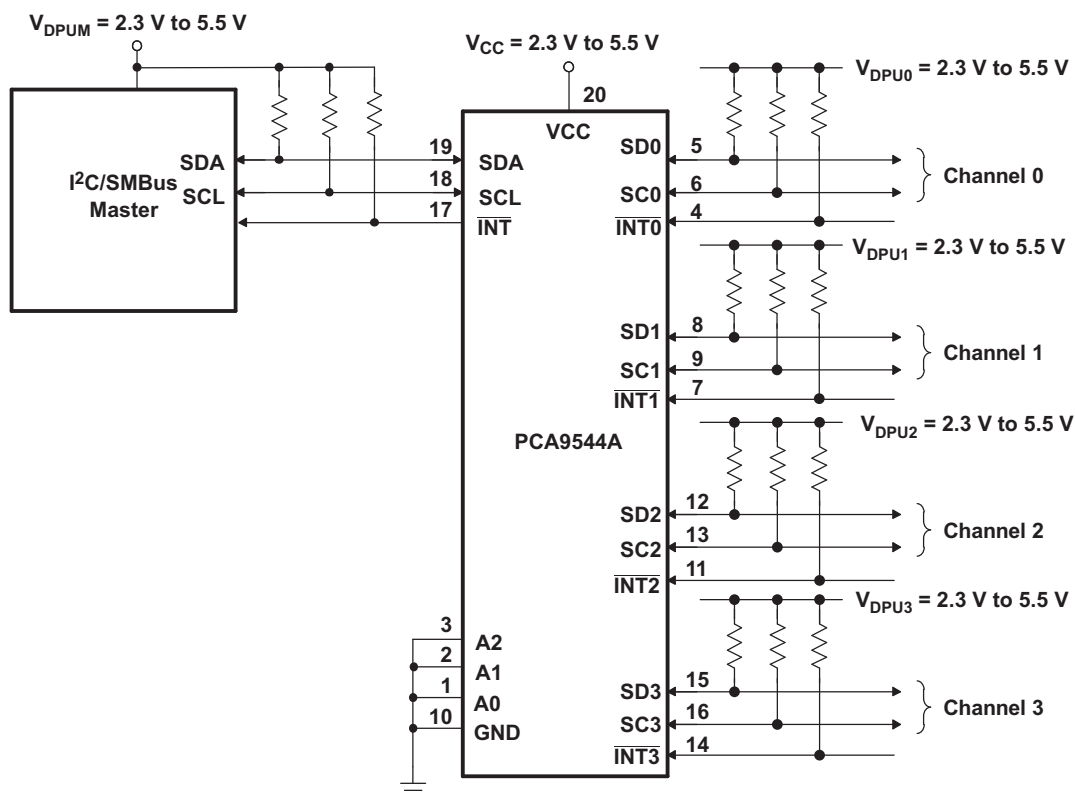 V_DPUM = 2.3 V to 5.5 V
V_CC = 2.3 V to 5.5 V
V_DPU0 = 2.3 V to 5.5 V
20
VCC
I²C/SMBus
Master
SDA
SCL
19
18
17
SDA
SCL
INT
SD0
SC0
INT0
5
6
4
Channel 0
V_DPU1 = 2.3 V to 5.5 V
SD1
SC1
INT1
8
9
7
Channel 1
V_DPU2 = 2.3 V to 5.5 V
PCA9544A
SD2
SC2
INT2
12
13
11
Channel 2
V_DPU3 = 2.3 V to 5.5 V
3
2
1
10
A2
A1
A0
GND
SD3
SC3
INT3
15
16
14
Channel 3